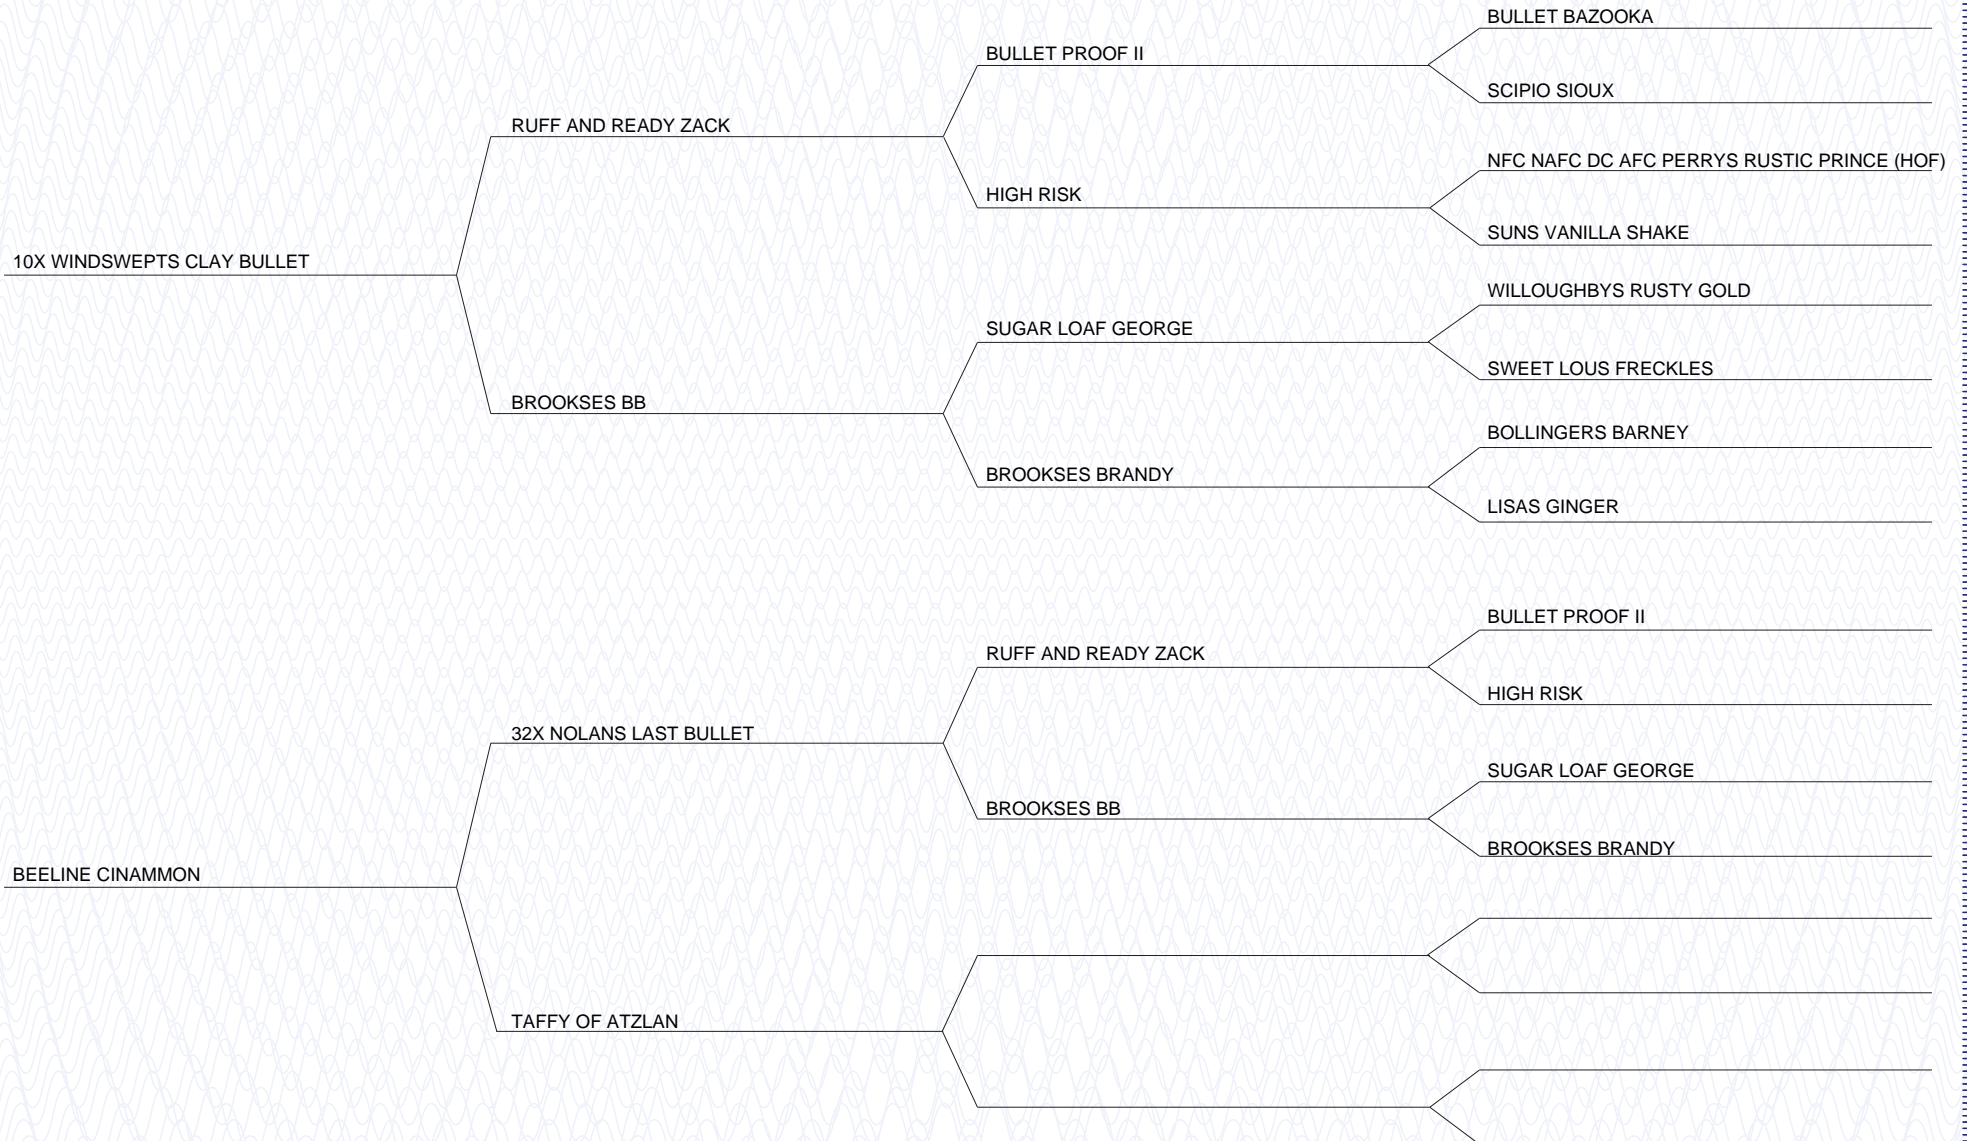 BULLET BAZOOKA
BULLET PROOF II
SCIPIO SIOUX
RUFF AND READY ZACK
NFC NAFC DC AFC PERRYS RUSTIC PRINCE (HOF)
HIGH RISK
SUNS VANILLA SHAKE
10X WINDSWEPTS CLAY BULLET
WILLOUGHBYS RUSTY GOLD
SUGAR LOAF GEORGE
SWEET LOUS FRECKLES
BROOKSES BB
BOLLINGERS BARNEY
BROOKSES BRANDY
LISAS GINGER
BULLET PROOF II
RUFF AND READY ZACK
HIGH RISK
32X NOLANS LAST BULLET
SUGAR LOAF GEORGE
BROOKSES BB
BROOKSES BRANDY
BEELINE CINAMMON
TAFFY OF ATZLAN